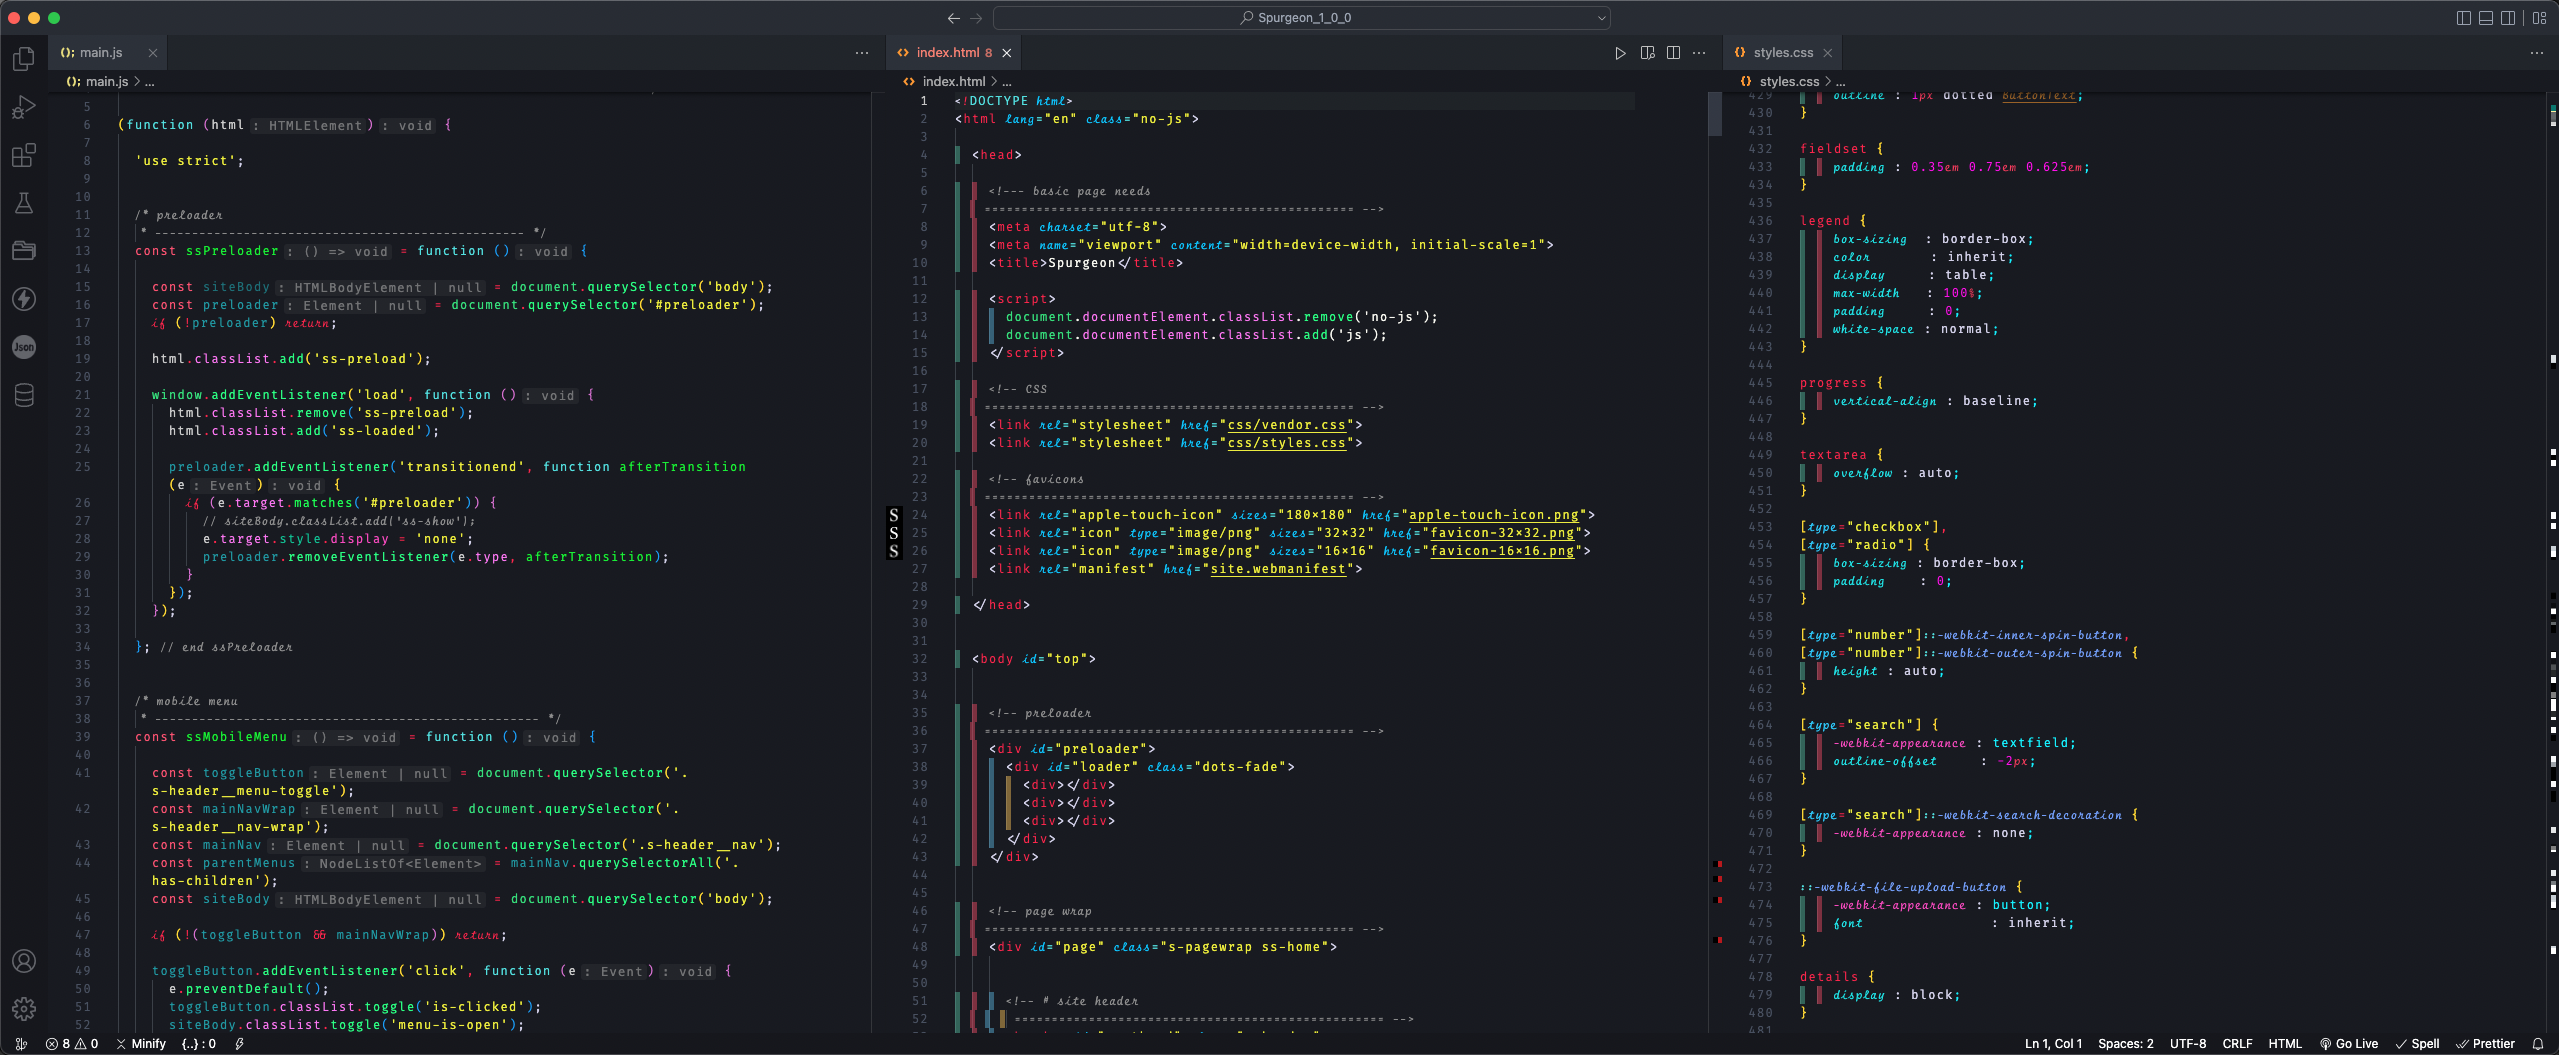 Spurgeon_1_0_0
main.js
main.js > ...
5
6 (function (html : HTMLElement) : void {
7
8 'use strict';
9
10
11 /* preloader
12 * -------------------------------------------------- */
13 const ssPreloader : () => void = function () : void {
14
15 const siteBody : HTMLBodyElement | null = document.querySelector('body');
16 const preloader : Element | null = document.querySelector('#preloader');
17 if (!preloader) return;
18
19 html.classList.add('ss-preload');
20
21 window.addEventListener('load', function () : void {
22 html.classList.remove('ss-preload');
23 html.classList.add('ss-loaded');
24
25 preloader.addEventListener('transitionend', function afterTransition
(e : Event) : void {
26 if (e.target.matches('#preloader')) {
27 // siteBody.classList.add('ss-show');
28 e.target.style.display = 'none';
29 preloader.removeEventListener(e.type, afterTransition);
30 }
31 });
32 });
33
34 }; // end ssPreloader
35
36
37 /* mobile menu
38 * ---------------------------------------------------- */
39 const ssMobileMenu : () => void = function () : void {
40
41 const toggleButton : Element | null = document.querySelector('.
s-header__menu-toggle');
42 const mainNavWrap : Element | null = document.querySelector('.
s-header__nav-wrap');
43 const mainNav : Element | null = document.querySelector('.s-header__nav');
44 const parentMenus : NodeListOf<Element> = mainNav.querySelectorAll('.
has-children');
45 const siteBody : HTMLBodyElement | null = document.querySelector('body');
46
47 if (!(toggleButton && mainNavWrap)) return;
48
49 toggleButton.addEventListener('click', function (e : Event) : void {
50 e.preventDefault();
51 toggleButton.classList.toggle('is-clicked');
52 siteBody.classList.toggle('menu-is-open');
index.html 8
index.html > ...
1 <!DOCTYPE html>
2 <html lang="en" class="no-js">
3
4 <head>
5
6 <!--- basic page needs
7 ================================================== -->
8 <meta charset="utf-8">
9 <meta name="viewport" content="width=device-width, initial-scale=1">
10 <title>Spurgeon</title>
11
12 <script>
13 document.documentElement.classList.remove('no-js');
14 document.documentElement.classList.add('js');
15 </script>
16
17 <!-- CSS
18 ================================================== -->
19 <link rel="stylesheet" href="css/vendor.css">
20 <link rel="stylesheet" href="css/styles.css">
21
22 <!-- favicons
23 ================================================== -->
S 24 <link rel="apple-touch-icon" sizes="180×180" href="apple-touch-icon.png">
S 25 <link rel="icon" type="image/png" sizes="32×32" href="favicon-32×32.png">
S 26 <link rel="icon" type="image/png" sizes="16×16" href="favicon-16×16.png">
27 <link rel="manifest" href="site.webmanifest">
28
29 </head>
30
31
32 <body id="top">
33
34
35 <!-- preloader
36 ================================================== -->
37 <div id="preloader">
38 <div id="loader" class="dots-fade">
39 <div></div>
40 <div></div>
41 <div></div>
42 </div>
43 </div>
44
45
46 <!-- page wrap
47 ================================================== -->
48 <div id="page" class="s-pagewrap ss-home">
49
50
51 <!-- # site header
52 ================================================== -->
styles.css
styles.css > ...
429 outline : 1px dotted ButtonText;
430 }
431
432 fieldset {
433 padding : 0.35em 0.75em 0.625em;
434 }
435
436 legend {
437 box-sizing : border-box;
438 color : inherit;
439 display : table;
440 max-width : 100%;
441 padding : 0;
442 white-space : normal;
443 }
444
445 progress {
446 vertical-align : baseline;
447 }
448
449 textarea {
450 overflow : auto;
451 }
452
453 [type="checkbox"],
454 [type="radio"] {
455 box-sizing : border-box;
456 padding : 0;
457 }
458
459 [type="number"]::-webkit-inner-spin-button,
460 [type="number"]::-webkit-outer-spin-button {
461 height : auto;
462 }
463
464 [type="search"] {
465 -webkit-appearance : textfield;
466 outline-offset : -2px;
467 }
468
469 [type="search"]::-webkit-search-decoration {
470 -webkit-appearance : none;
471 }
472
473 ::-webkit-file-upload-button {
474 -webkit-appearance : button;
475 font : inherit;
476 }
477
478 details {
479 display : block;
480 }
481
Json
8 0 Minify {..} : 0
Ln 1, Col 1 Spaces: 2 UTF-8 CRLF HTML Go Live Spell Prettier